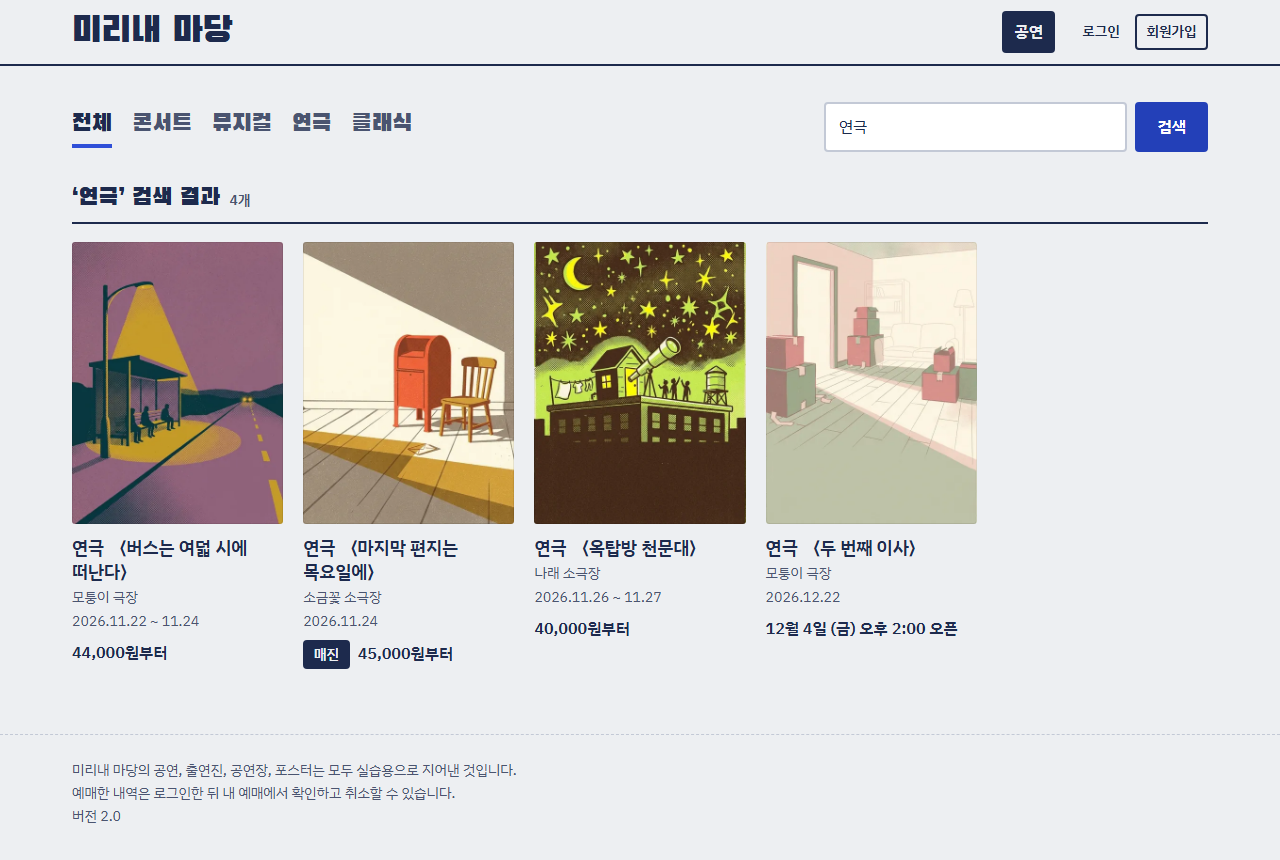 미리내 마당
공연
로그인
회원가입
전체
콘서트
뮤지컬
연극
클래식
연극
검색
‘연극’ 검색 결과 4개
연극 〈버스는 여덟 시에
떠난다〉
모퉁이 극장
2026.11.22 ~ 11.24
44,000원부터
연극 〈마지막 편지는
목요일에〉
소금꽃 소극장
2026.11.24
매진 45,000원부터
연극 〈옥탑방 천문대〉
나래 소극장
2026.11.26 ~ 11.27
40,000원부터
연극 〈두 번째 이사〉
모퉁이 극장
2026.12.22
12월 4일 (금) 오후 2:00 오픈
미리내 마당의 공연, 출연진, 공연장, 포스터는 모두 실습용으로 지어낸 것입니다.
예매한 내역은 로그인한 뒤 내 예매에서 확인하고 취소할 수 있습니다.
버전 2.0